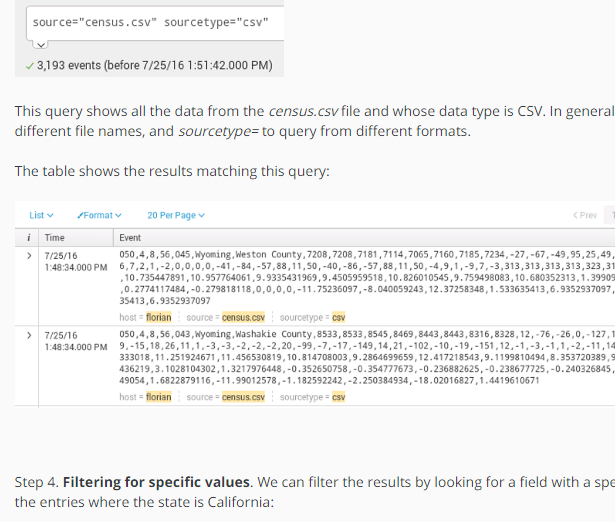 source="census.csv" sourcetype="csv"
✓ 3,193 events (before 7/25/16 1:51:42.000 PM)
This query shows all the data from the census.csv file and whose data type is CSV. In general
different file names, and sourcetype= to query from different formats.
The table shows the results matching this query:
List Format 20 Per Page < Prev 1
i Time Event
> 7/25/16 050,4,8,56,045,Wyoming,Weston County,7208,7208,7181,7114,7065,7160,7185,7234,-27,-67,-49,95,25,49,
1:48:34.000 PM 6,7,2,1,-2,0,0,0,0,-41,-84,-57,88,11,50,-40,-86,-57,88,11,50,-4,9,1,-9,7,-3,313,313,313,313,323,31
,10.735447891,10.957764061,9.9335431969,9.4505959518,10.826010545,9.759498083,10.680352313,1.39905
,0.2774117484,-0.279818118,0,0,0,0,-11.75236097,-8.040059243,12.37258348,1.533635413,6.9352937097,
35413,6.9352937097
host = florian source = census.csv sourcetype = csv
> 7/25/16 050,4,8,56,043,Wyoming,Washakie County,8533,8533,8545,8469,8443,8443,8316,8328,12,-76,-26,0,-127,1
1:48:34.000 PM 9,-15,18,26,11,1,-3,-3,-2,-2,-2,20,-99,-7,-17,-149,14,21,-102,-10,-19,-151,12,-1,-3,-1,1,-2,-11,14
333018,11.251924671,11.456530819,10.814708003,9.2864699659,12.417218543,9.1199810494,8.353720389,9
436219,3.1028104302,1.3217976448,-0.352650758,-0.354777673,-0.236882625,-0.238677725,-0.240326845,
49054,1.6822879116,-11.99012578,-1.182592242,-2.250384934,-18.02016827,1.4419610671
host = florian source = census.csv sourcetype = csv
Step 4. Filtering for specific values. We can filter the results by looking for a field with a spe
the entries where the state is California: